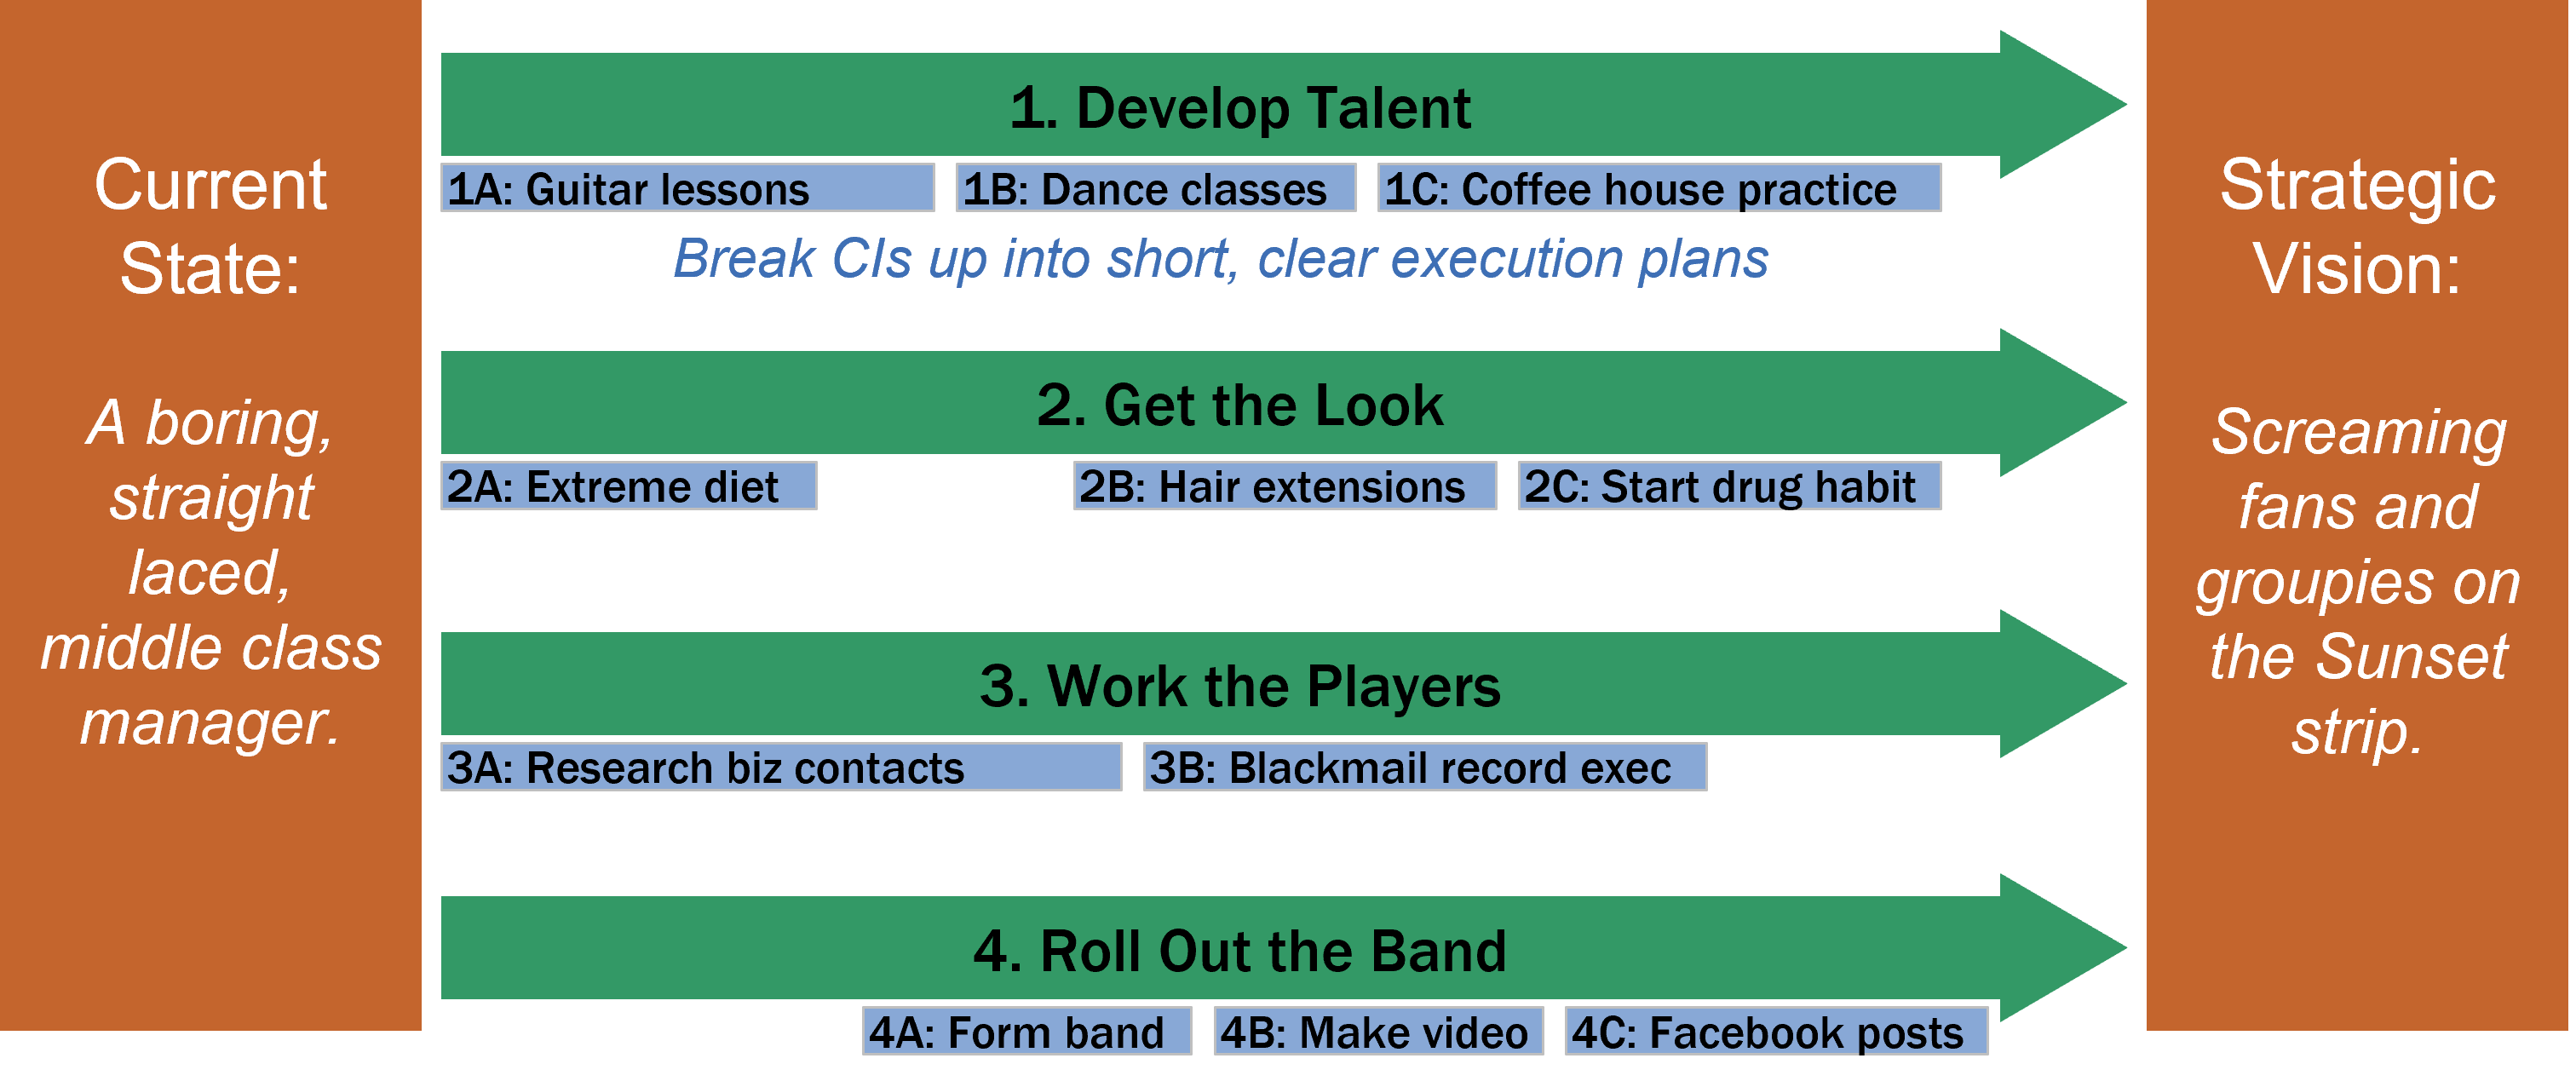 Current
State:
A boring,
straight
laced,
middle class
manager.
1. Develop Talent
1A: Guitar lessons
1B: Dance classes
1C: Coffee house practice
Break CIs up into short, clear execution plans
2. Get the Look
2A: Extreme diet
2B: Hair extensions
2C: Start drug habit
3. Work the Players
3A: Research biz contacts
3B: Blackmail record exec
4. Roll Out the Band
4A: Form band
4B: Make video
4C: Facebook posts
Strategic
Vision:
Screaming
fans and
groupies on
the Sunset
strip.